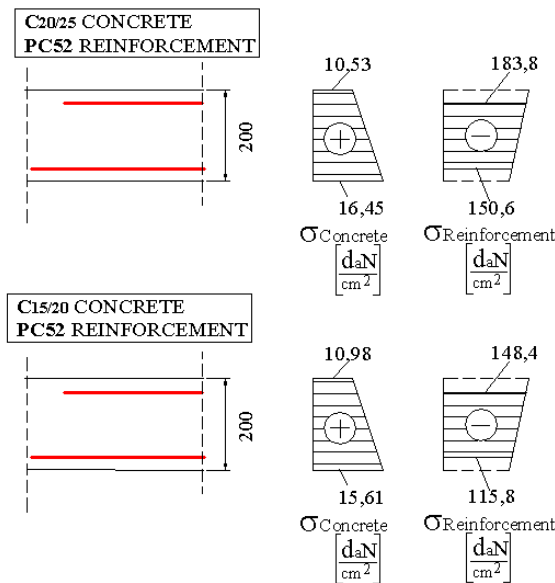 C20/25 CONCRETE
PC52 REINFORCEMENT
10,53
183,8
200
16,45
150,6
σConcrete
σReinforcement
[daN/cm²]
[daN/cm²]
C15/20 CONCRETE
PC52 REINFORCEMENT
10,98
148,4
200
15,61
115,8
σConcrete
σReinforcement
[daN/cm²]
[daN/cm²]